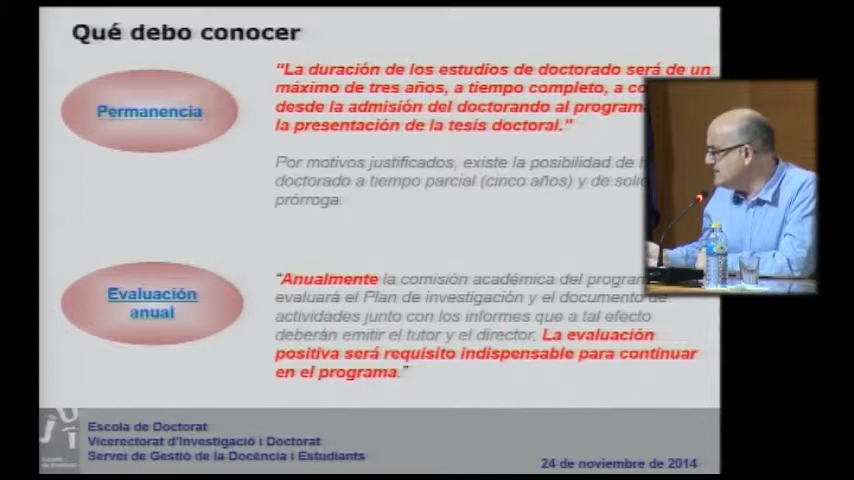 Qué debo conocer
Permanencia
"La duración de los estudios de doctorado será de un
máximo de tres años, a tiempo completo, a
desde la admisión del doctorando al programa
la presentación de la tesis doctoral."
Por motivos justificados, existe la posibilidad de
doctorado a tiempo parcial (cinco años) y de
prórroga.
Evaluación
anual
"Anualmente la comisión académica del
evaluará el Plan de investigación y el documento de
actividades junto con los informes que a tal efecto
deberán emitir el tutor y el director, La evaluación
positiva será requisito indispensable para continuar
en el programa."
Escola de Doctorat
Vicerectorat d'Investigació i Doctorat
Servei de Gestió de la Docència i Estudiants
24 de noviembre de 2014